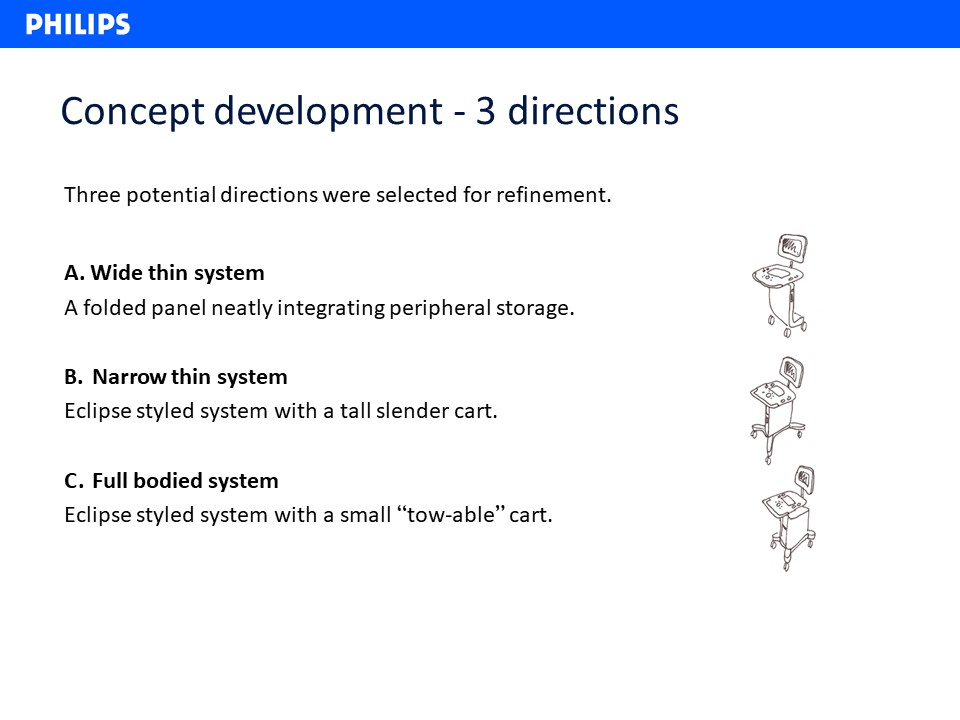 PHILIPS
Concept development - 3 directions
Three potential directions were selected for refinement.
A. Wide thin system
A folded panel neatly integrating peripheral storage.
B. Narrow thin system
Eclipse styled system with a tall slender cart.
C. Full bodied system
Eclipse styled system with a small “tow-able” cart.